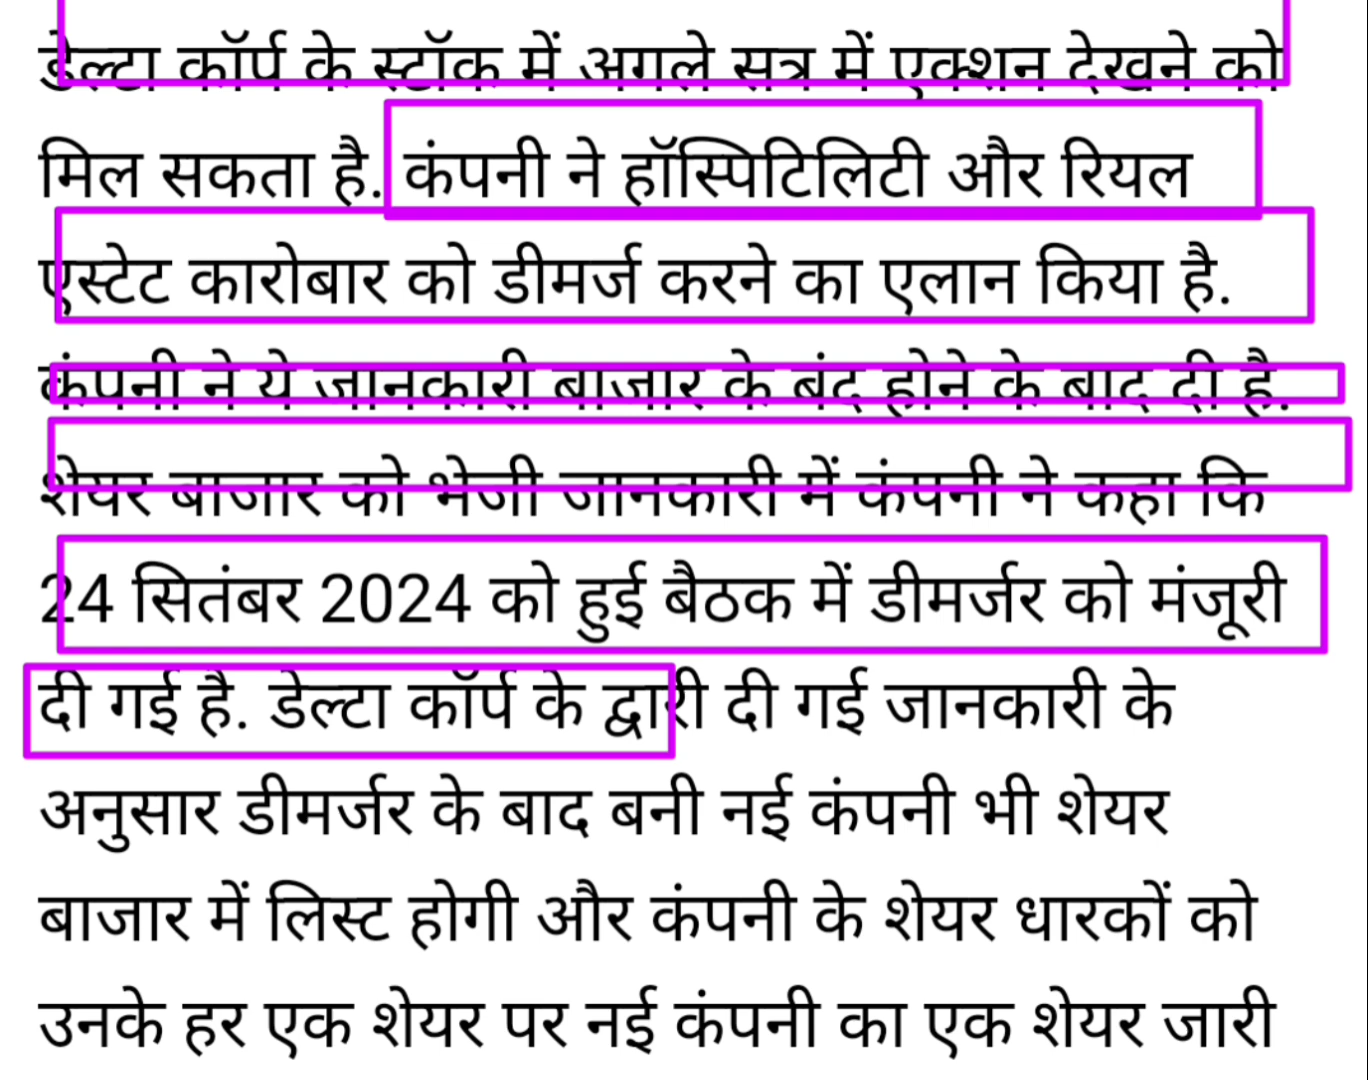 डेल्टा कॉर्प के स्टॉक में अगले सत्र में एक्शन देखने को
मिल सकता है. कंपनी ने हॉस्पिटिलिटी और रियल
एस्टेट कारोबार को डीमर्ज करने का एलान किया है.
कंपनी ने ये जानकारी बाजार के बंद होने के बाद दी है.
शेयर बाजार को भेजी जानकारी में कंपनी ने कहा कि
24 सितंबर 2024 को हुई बैठक में डीमर्जर को मंजूरी
दी गई है. डेल्टा कॉर्प के द्वारी दी गई जानकारी के
अनुसार डीमर्जर के बाद बनी नई कंपनी भी शेयर
बाजार में लिस्ट होगी और कंपनी के शेयर धारकों को
उनके हर एक शेयर पर नई कंपनी का एक शेयर जारी